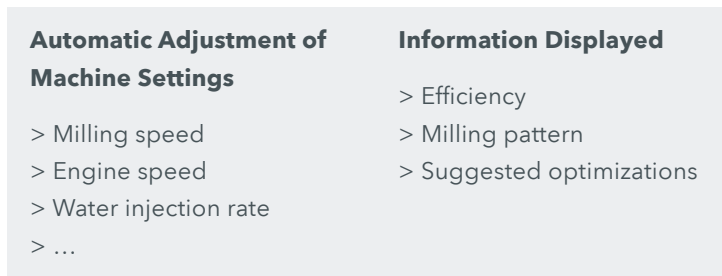 Automatic Adjustment of
Machine Settings
> Milling speed
> Engine speed
> Water injection rate
> …
Information Displayed
> Efficiency
> Milling pattern
> Suggested optimizations